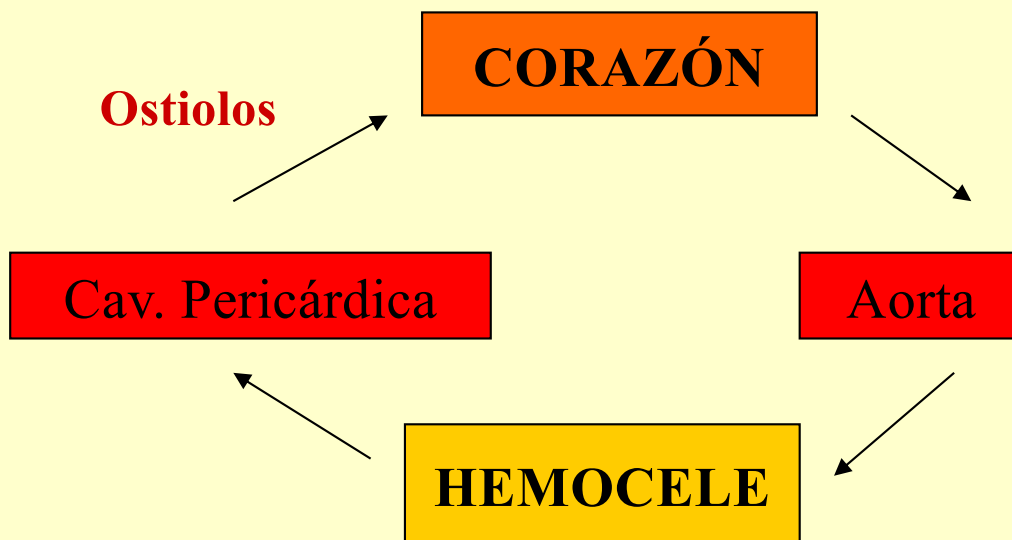 CORAZÓN
Ostiolos
Cav. Pericárdica
Aorta
HEMOCELE